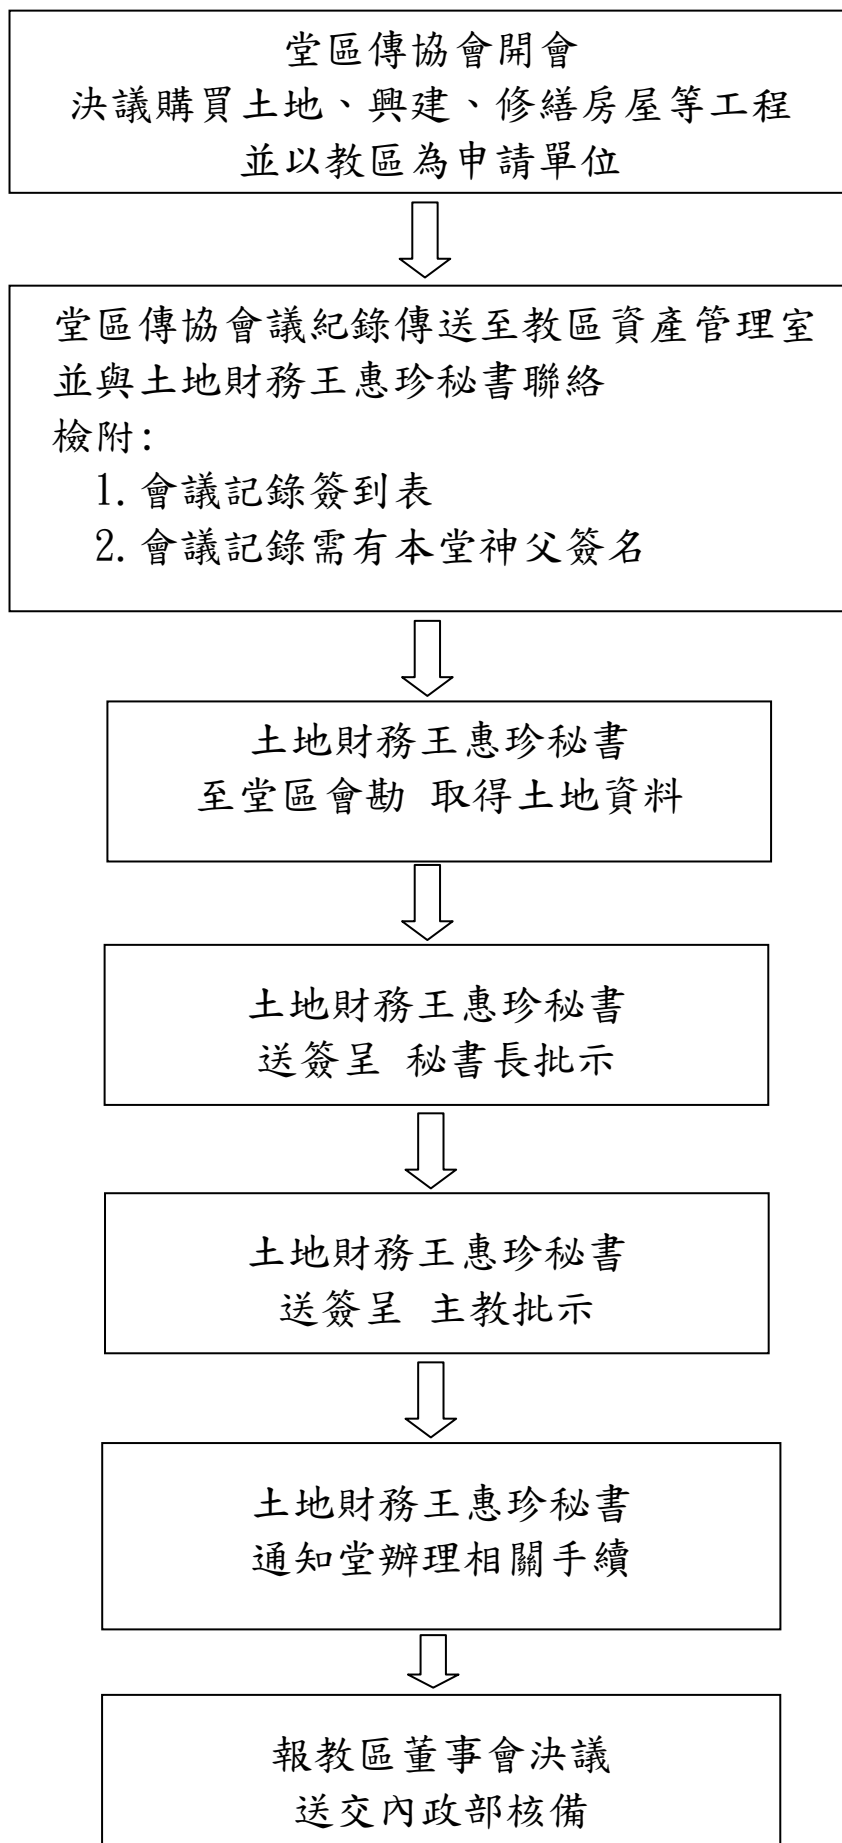 堂區傳協會開會
決議購買土地、興建、修繕房屋等工程
並以教區為申請單位
堂區傳協會議紀錄傳送至教區資產管理室
並與土地財務王惠珍秘書聯絡
檢附:
1. 會議記錄簽到表
2. 會議記錄需有本堂神父簽名
土地財務王惠珍秘書
至堂區會勘 取得土地資料
土地財務王惠珍秘書
送簽呈 秘書長批示
土地財務王惠珍秘書
送簽呈 主教批示
土地財務王惠珍秘書
通知堂辦理相關手續
報教區董事會決議
送交內政部核備